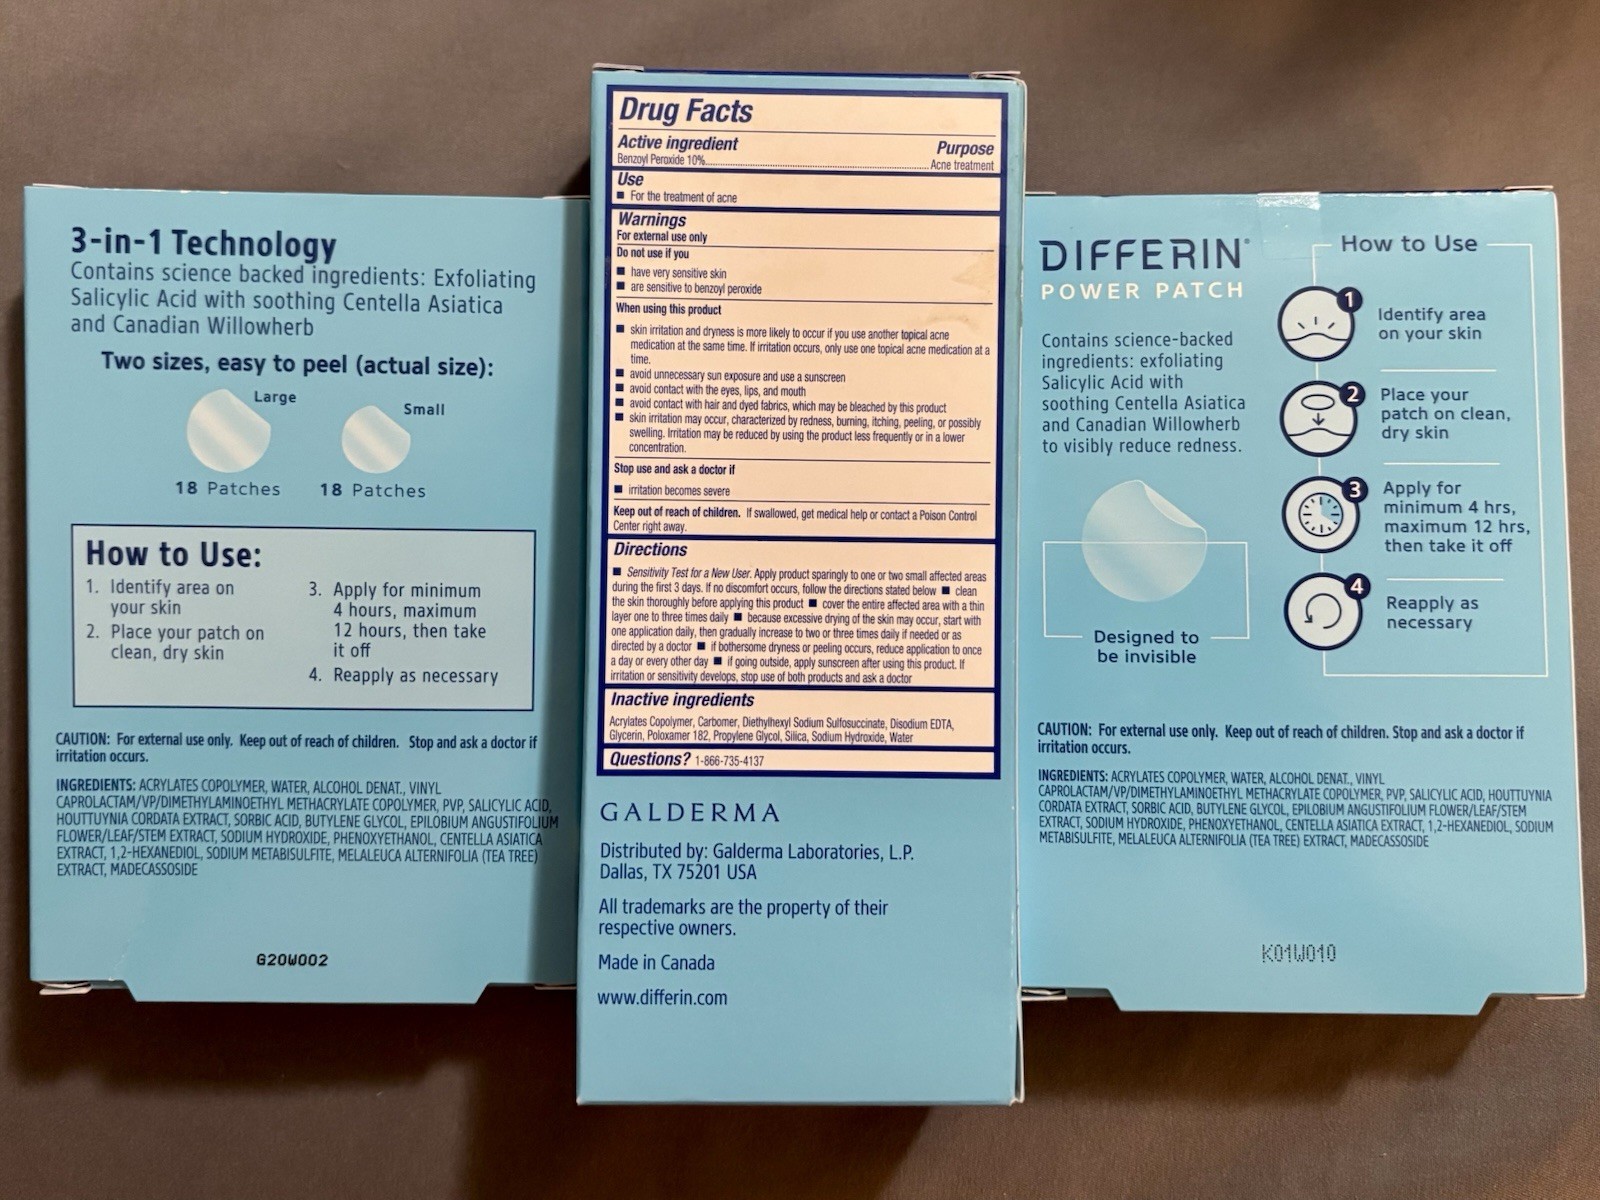 3-in-1 Technology
Contains science backed ingredients: Exfoliating
Salicylic Acid with soothing Centella Asiatica
and Canadian Willowherb
Two sizes, easy to peel (actual size):
Large
Small
18 Patches
18 Patches
How to Use:
1. Identify area on
your skin
2. Place your patch on
clean, dry skin
3. Apply for minimum
4 hours, maximum
12 hours, then take
it off
4. Reapply as necessary
CAUTION: For external use only. Keep out of reach of children. Stop and ask a doctor if
irritation occurs.
INGREDIENTS: ACRYLATES COPOLYMER, WATER, ALCOHOL DENAT., VINYL
CAPROLACTAM/VP/DIMETHYLAMINOETHYL METHACRYLATE COPOLYMER, PVP, SALICYLIC ACID,
HOUTTUYNIA CORDATA EXTRACT, SORBIC ACID, BUTYLENE GLYCOL, EPILOBIUM ANGUSTIFOLIUM
FLOWER/LEAF/STEM EXTRACT, SODIUM HYDROXIDE, PHENOXYETHANOL, CENTELLA ASIATICA
EXTRACT, 1,2-HEXANEDIOL, SODIUM METABISULFITE, MELALEUCA ALTERNIFOLIA (TEA TREE)
EXTRACT, MADECASSOSIDE
G20W002
Drug Facts
Active ingredient Purpose
Benzoyl Peroxide 10%................Acne treatment
Use
■ For the treatment of acne
Warnings
For external use only
Do not use if you
■ have very sensitive skin
■ are sensitive to benzoyl peroxide
When using this product
■ skin irritation and dryness is more likely to occur if you use another topical acne
medication at the same time. If irritation occurs, only use one topical acne medication at a
time.
■ avoid unnecessary sun exposure and use a sunscreen
■ avoid contact with the eyes, lips, and mouth
■ avoid contact with hair and dyed fabrics, which may be bleached by this product
■ skin irritation may occur, characterized by redness, burning, itching, peeling, or possibly
swelling. Irritation may be reduced by using the product less frequently or in a lower
concentration.
Stop use and ask a doctor if
■ irritation becomes severe
Keep out of reach of children. If swallowed, get medical help or contact a Poison Control
Center right away.
Directions
■ Sensitivity Test for a New User. Apply product sparingly to one or two small affected areas
during the first 3 days. If no discomfort occurs, follow the directions stated below ■ clean
the skin thoroughly before applying this product ■ cover the entire affected area with a thin
layer one to three times daily ■ because excessive drying of the skin may occur, start with
one application daily, then gradually increase to two or three times daily if needed or as
directed by a doctor ■ if bothersome dryness or peeling occurs, reduce application to once
a day or every other day ■ if going outside, apply sunscreen after using this product. If
irritation or sensitivity develops, stop use of both products and ask a doctor
Inactive ingredients
Acrylates Copolymer, Carbomer, Diethylhexyl Sodium Sulfosuccinate, Disodium EDTA,
Glycerin, Poloxamer 182, Propylene Glycol, Silica, Sodium Hydroxide, Water
Questions? 1-866-735-4137
GALDERMA
Distributed by: Galderma Laboratories, L.P.
Dallas, TX 75201 USA
All trademarks are the property of their
respective owners.
Made in Canada
www.differin.com
DIFFERIN®
POWER PATCH
Contains science-backed
ingredients: exfoliating
Salicylic Acid with
soothing Centella Asiatica
and Canadian Willowherb
to visibly reduce redness.
Designed to
be invisible
How to Use
1
Identify area
on your skin
2
Place your
patch on clean,
dry skin
3
Apply for
minimum 4 hrs,
maximum 12 hrs,
then take it off
4
Reapply as
necessary
CAUTION: For external use only. Keep out of reach of children. Stop and ask a doctor if
irritation occurs.
INGREDIENTS: ACRYLATES COPOLYMER, WATER, ALCOHOL DENAT., VINYL
CAPROLACTAM/VP/DIMETHYLAMINOETHYL METHACRYLATE COPOLYMER, PVP, SALICYLIC ACID, HOUTTUYNIA
CORDATA EXTRACT, SORBIC ACID, BUTYLENE GLYCOL, EPILOBIUM ANGUSTIFOLIUM FLOWER/LEAF/STEM
EXTRACT, SODIUM HYDROXIDE, PHENOXYETHANOL, CENTELLA ASIATICA EXTRACT, 1,2-HEXANEDIOL, SODIUM
METABISULFITE, MELALEUCA ALTERNIFOLIA (TEA TREE) EXTRACT, MADECASSOSIDE
K01W010